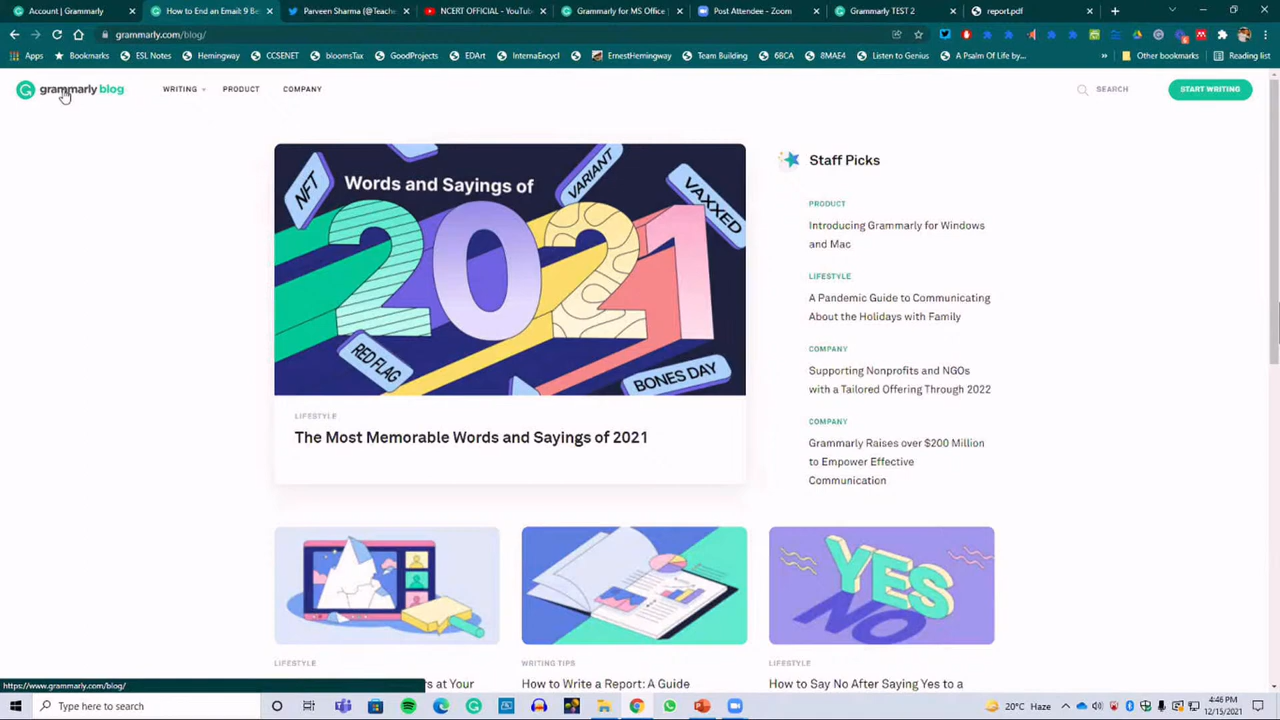 Account | Grammarly
How to End an Email: 9 Be
Parveen Sharma (@Teache
NCERT OFFICIAL - YouTub
Grammarly for MS Office
Post Attendee - Zoom
Grammarly TEST 2
report.pdf
grammarly.com/blog/
Apps
Bookmarks
ESL Notes
Hemingway
CCSENET
bloomsTax
GoodProjects
EDArt
InternaEncycl
ErnestHemingway
Team Building
6BCA
8MAE4
Listen to Genius
A Psalm Of Life by...
Other bookmarks
Reading list
grammarly blog
WRITING
PRODUCT
COMPANY
SEARCH
START WRITING
Words and Sayings of
2021
NFT
VARIANT
VAXXED
RED FLAG
BONES DAY
LIFESTYLE
The Most Memorable Words and Sayings of 2021
Staff Picks
PRODUCT
Introducing Grammarly for Windows
and Mac
LIFESTYLE
A Pandemic Guide to Communicating
About the Holidays with Family
COMPANY
Supporting Nonprofits and NGOs
with a Tailored Offering Through 2022
COMPANY
Grammarly Raises over $200 Million
to Empower Effective
Communication
YES
NO
LIFESTYLE
rs at Your
WRITING TIPS
How to Write a Report: A Guide
LIFESTYLE
How to Say No After Saying Yes to a
https://www.grammarly.com/blog/
Type here to search
20°C Haze
4:46 PM
12/15/2021